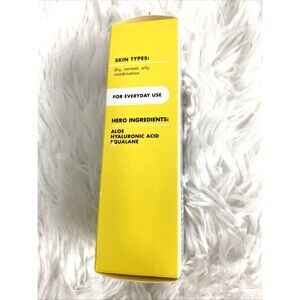 SKIN TYPES:
dry, normal, oily,
combination
FOR EVERYDAY USE
HERO INGREDIENTS:
ALOE
HYALURONIC ACID
SQUALANE